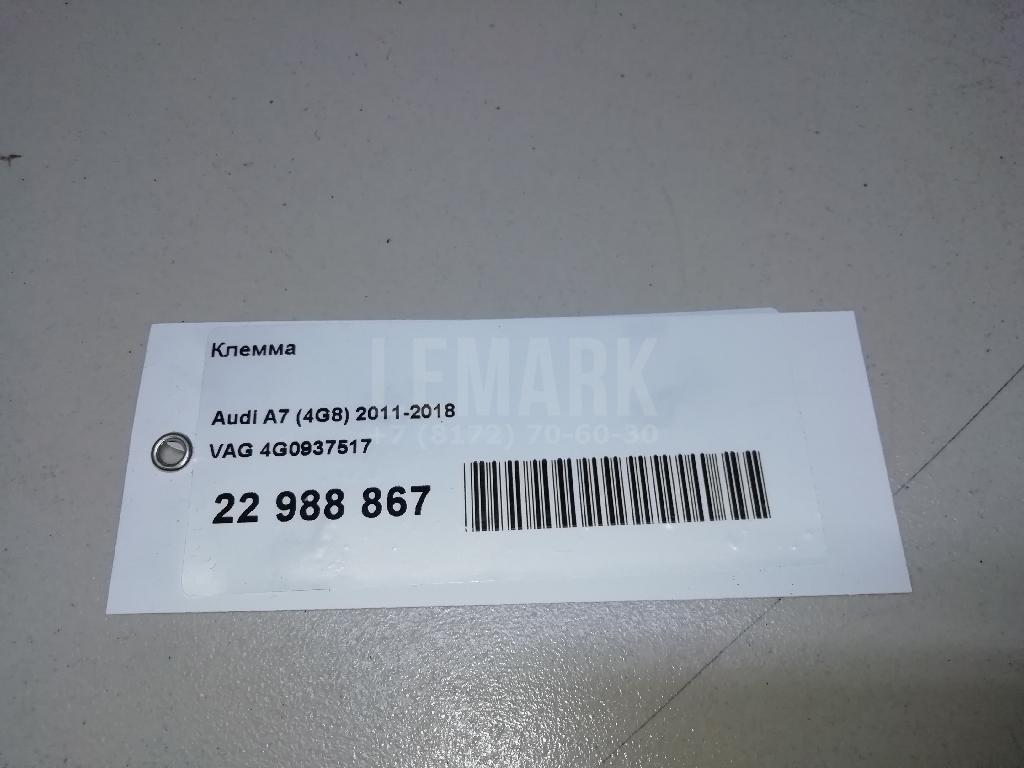 Клемма
LEMARK
Audi A7 (4G8) 2011-2018
+7 (8172) 70-60-30
VAG 4G0937517
22 988 867